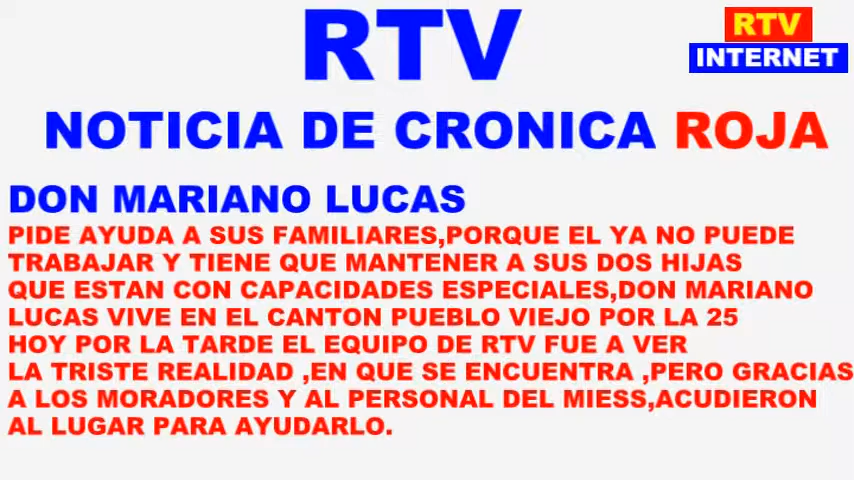 RTV
RTV
INTERNET
NOTICIA DE CRONICA ROJA
DON MARIANO LUCAS
PIDE AYUDA A SUS FAMILIARES,PORQUE EL YA NO PUEDE
TRABAJAR Y TIENE QUE MANTENER A SUS DOS HIJAS
QUE ESTAN CON CAPACIDADES ESPECIALES,DON MARIANO
LUCAS VIVE EN EL CANTON PUEBLO VIEJO POR LA 25
HOY POR LA TARDE EL EQUIPO DE RTV FUE A VER
LA TRISTE REALIDAD ,EN QUE SE ENCUENTRA ,PERO GRACIAS
A LOS MORADORES Y AL PERSONAL DEL MIESS,ACUDIERON
AL LUGAR PARA AYUDARLO.